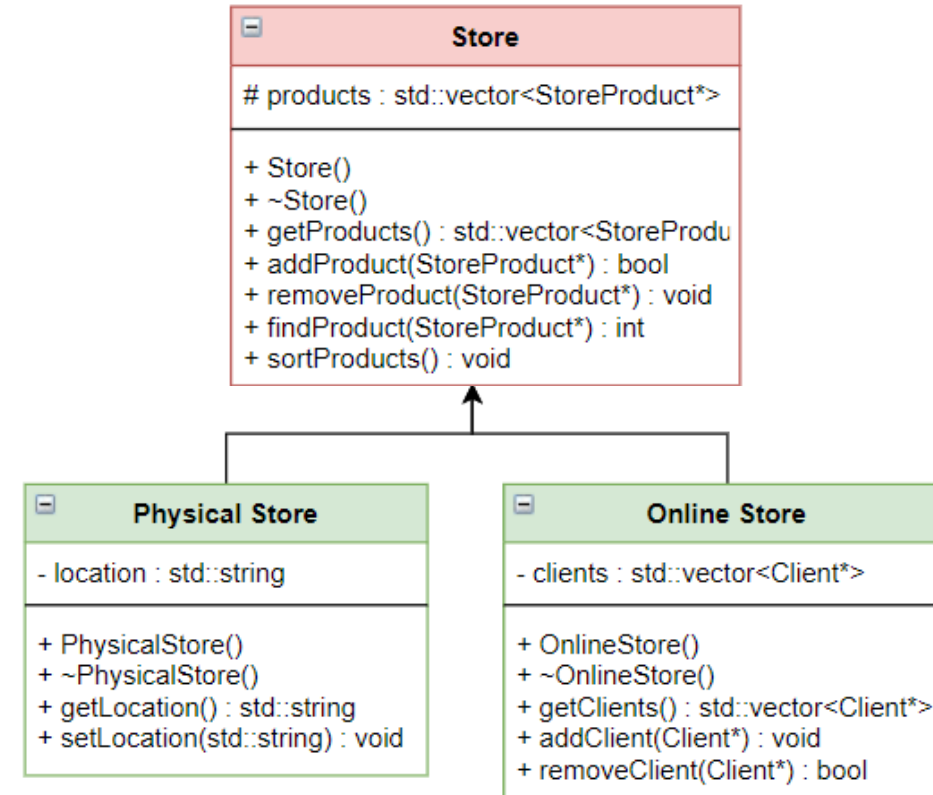 Store
# products : std::vector<StoreProduct*>
+ Store()
+ ~Store()
+ getProducts() : std::vector<StoreProdu
+ addProduct(StoreProduct*) : bool
+ removeProduct(StoreProduct*) : void
+ findProduct(StoreProduct*) : int
+ sortProducts() : void
Physical Store
- location : std::string
+ PhysicalStore()
+ ~PhysicalStore()
+ getLocation() : std::string
+ setLocation(std::string) : void
Online Store
- clients : std::vector<Client*>
+ OnlineStore()
+ ~OnlineStore()
+ getClients() : std::vector<Client*>
+ addClient(Client*) : void
+ removeClient(Client*) : bool